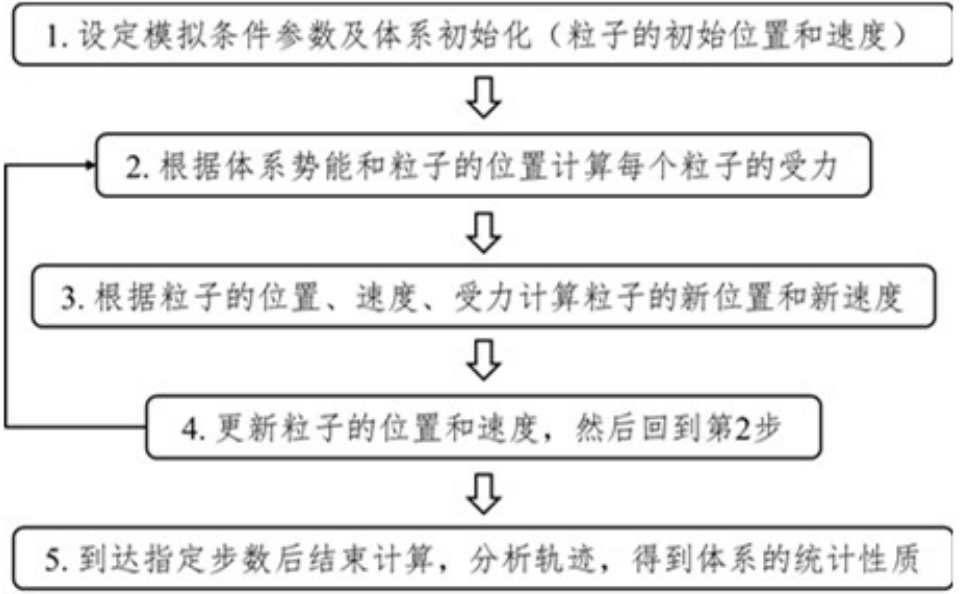 1. 设定模拟条件参数及体系初始化（粒子的初始位置和速度）
2. 根据体系势能和粒子的位置计算每个粒子的受力
3. 根据粒子的位置、速度、受力计算粒子的新位置和新速度
4. 更新粒子的位置和速度，然后回到第2步
5. 到达指定步数后结束计算，分析轨迹，得到体系的统计性质